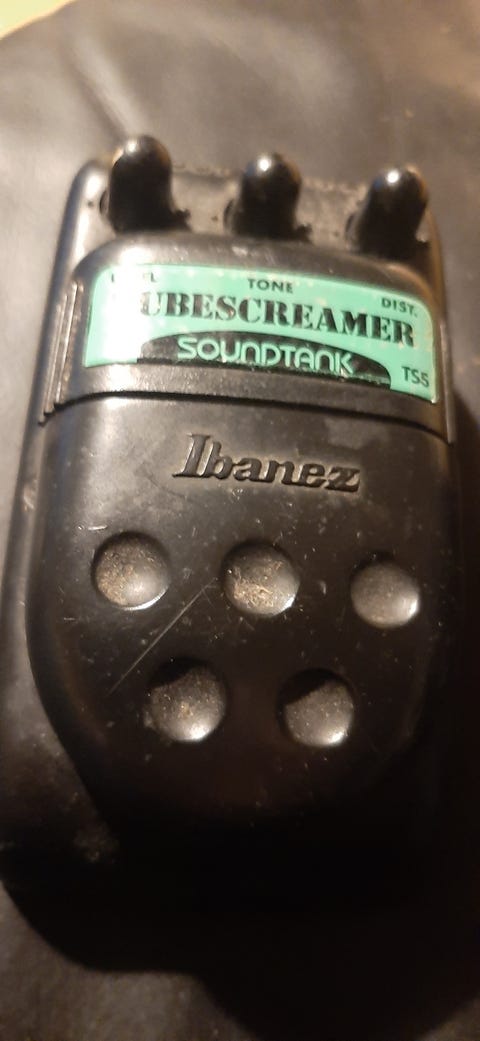 TONE
DIST.
UBESCREAMER
SOUNDTANK
TS5
Ibanez